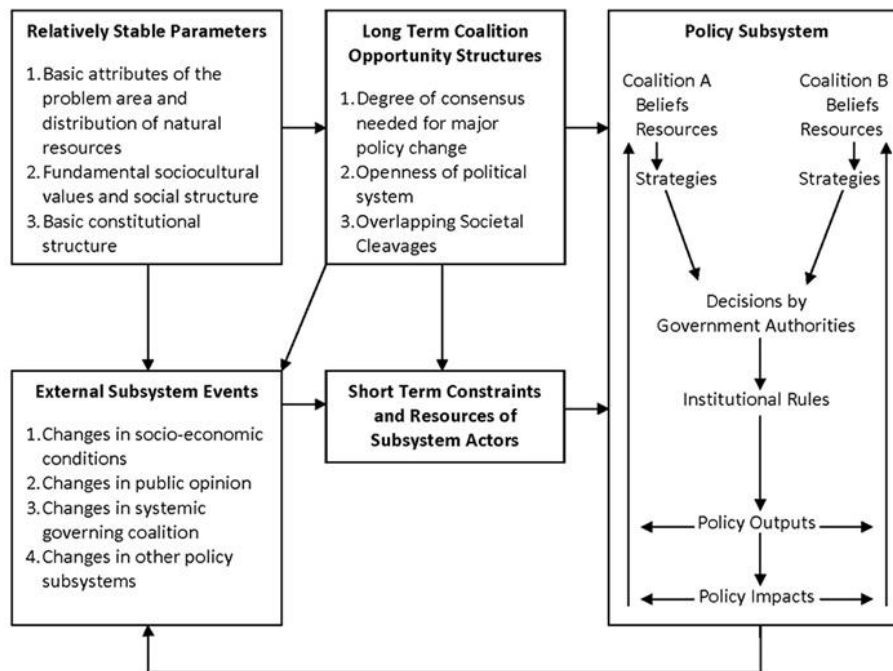 Relatively Stable Parameters
1. Basic attributes of the
problem area and
distribution of natural
resources
2. Fundamental sociocultural
values and social structure
3. Basic constitutional
structure
Long Term Coalition
Opportunity Structures
1. Degree of consensus
needed for major
policy change
2. Openness of political
system
3. Overlapping Societal
Cleavages
Policy Subsystem
Coalition A
Beliefs
Resources
Strategies
Coalition B
Beliefs
Resources
Strategies
Decisions by
Government Authorities
Institutional Rules
Policy Outputs
Policy Impacts
External Subsystem Events
1. Changes in socio-economic
conditions
2. Changes in public opinion
3. Changes in systemic
governing coalition
4. Changes in other policy
subsystems
Short Term Constraints
and Resources of
Subsystem Actors